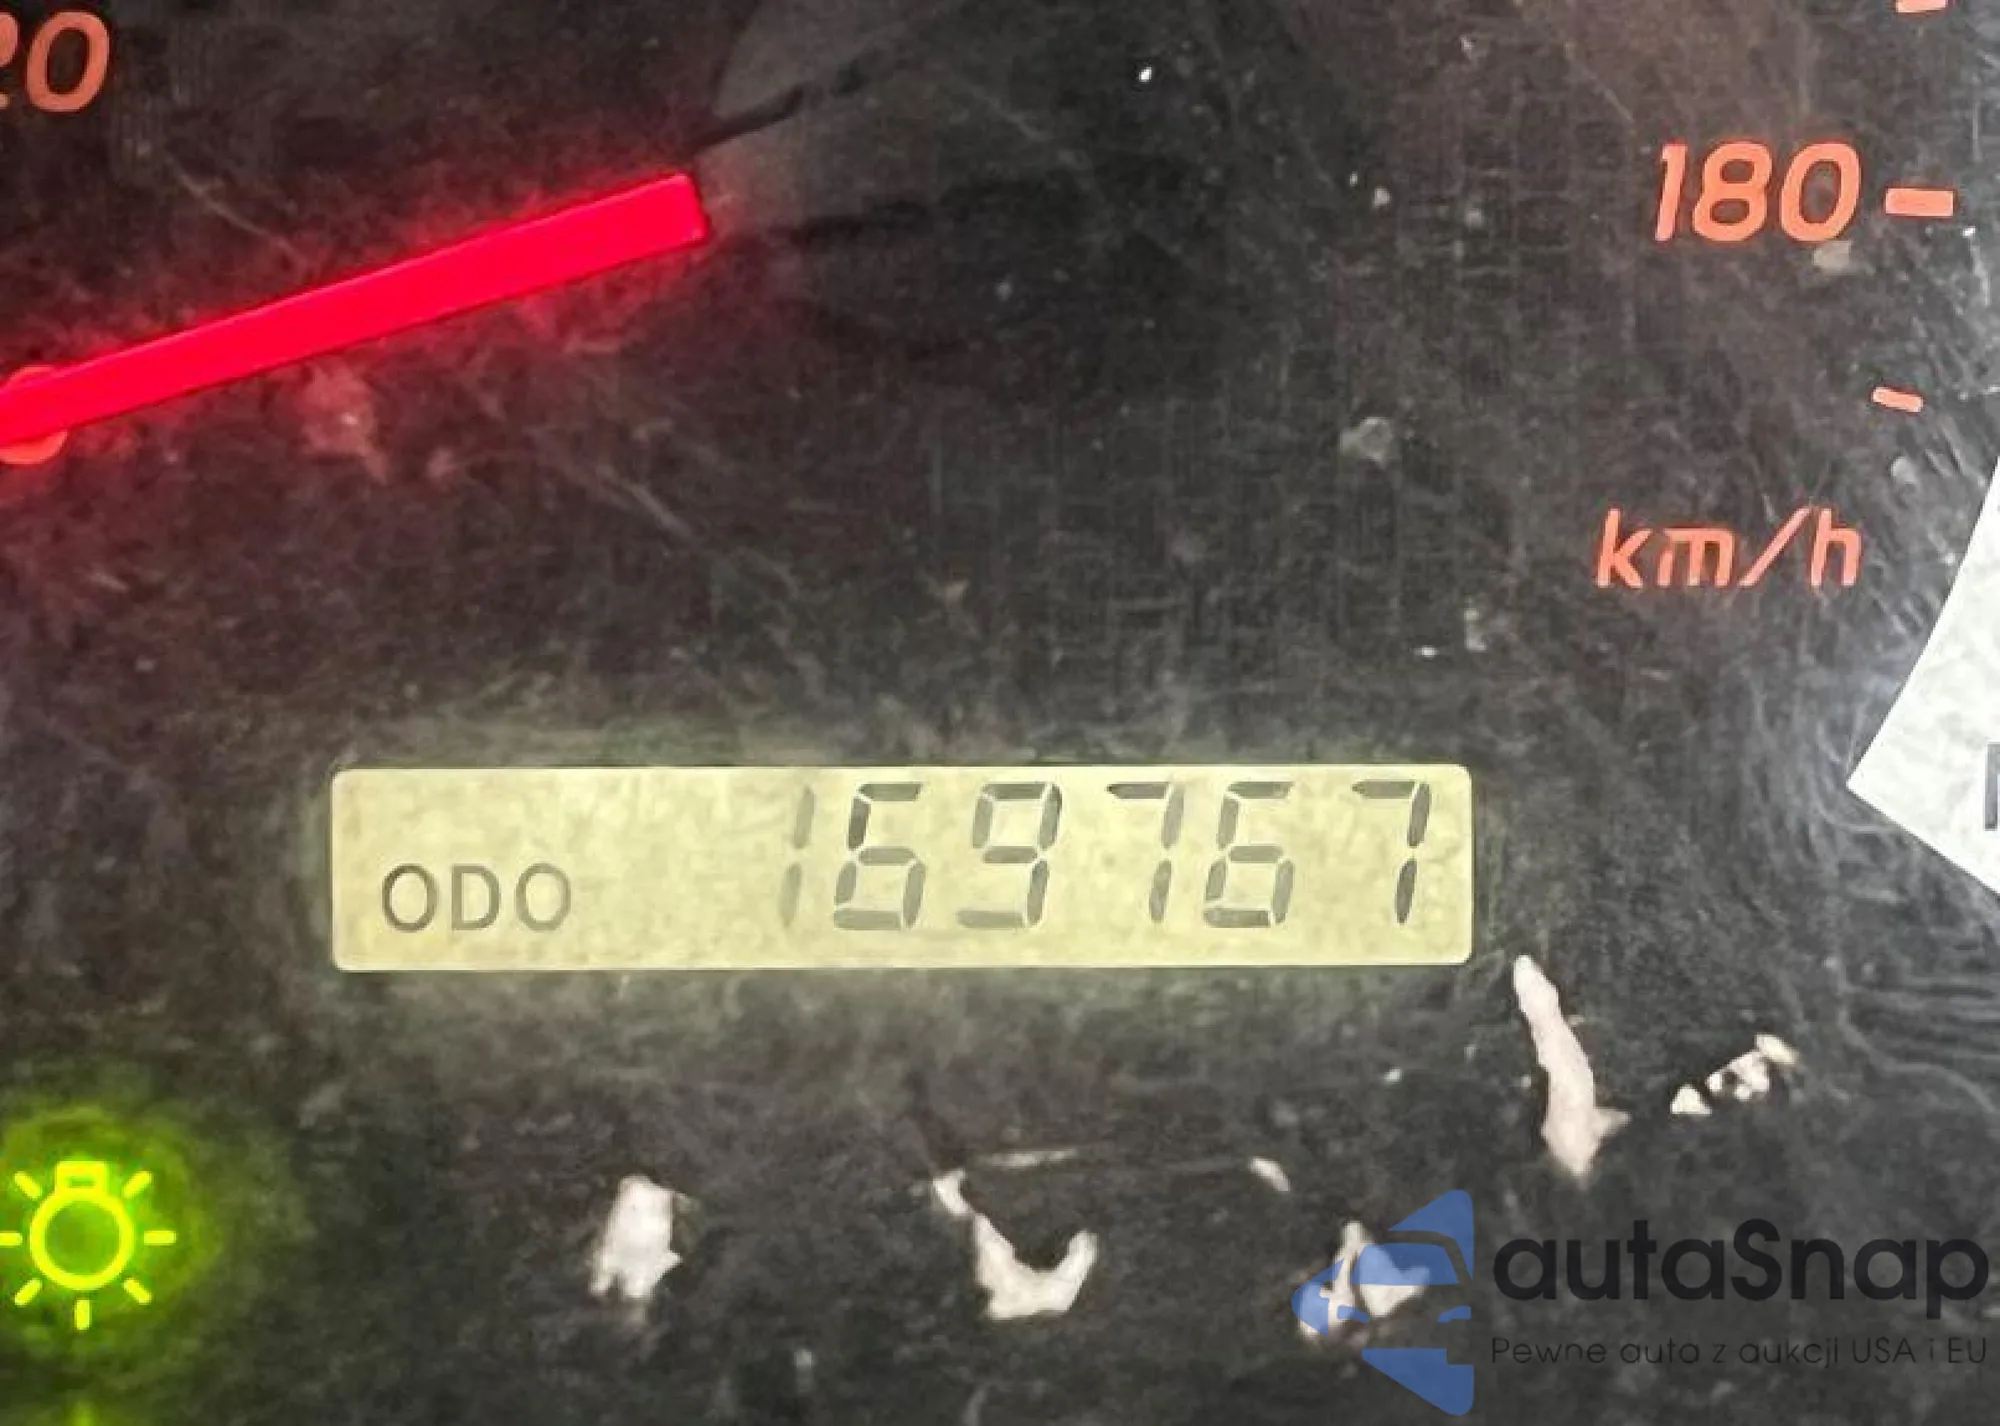 20
180
km/h
ODO 169767
autaSnap
Pewne auta z aukcji USA i EU